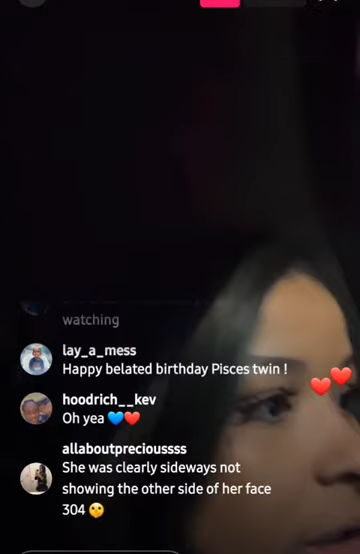 watching
lay_a_mess
Happy belated birthday Pisces twin !
hoodrich__kev
Oh yea 💙❤️
allaboutpreciousssss
She was clearly sideways not
showing the other side of her face
304 🤫